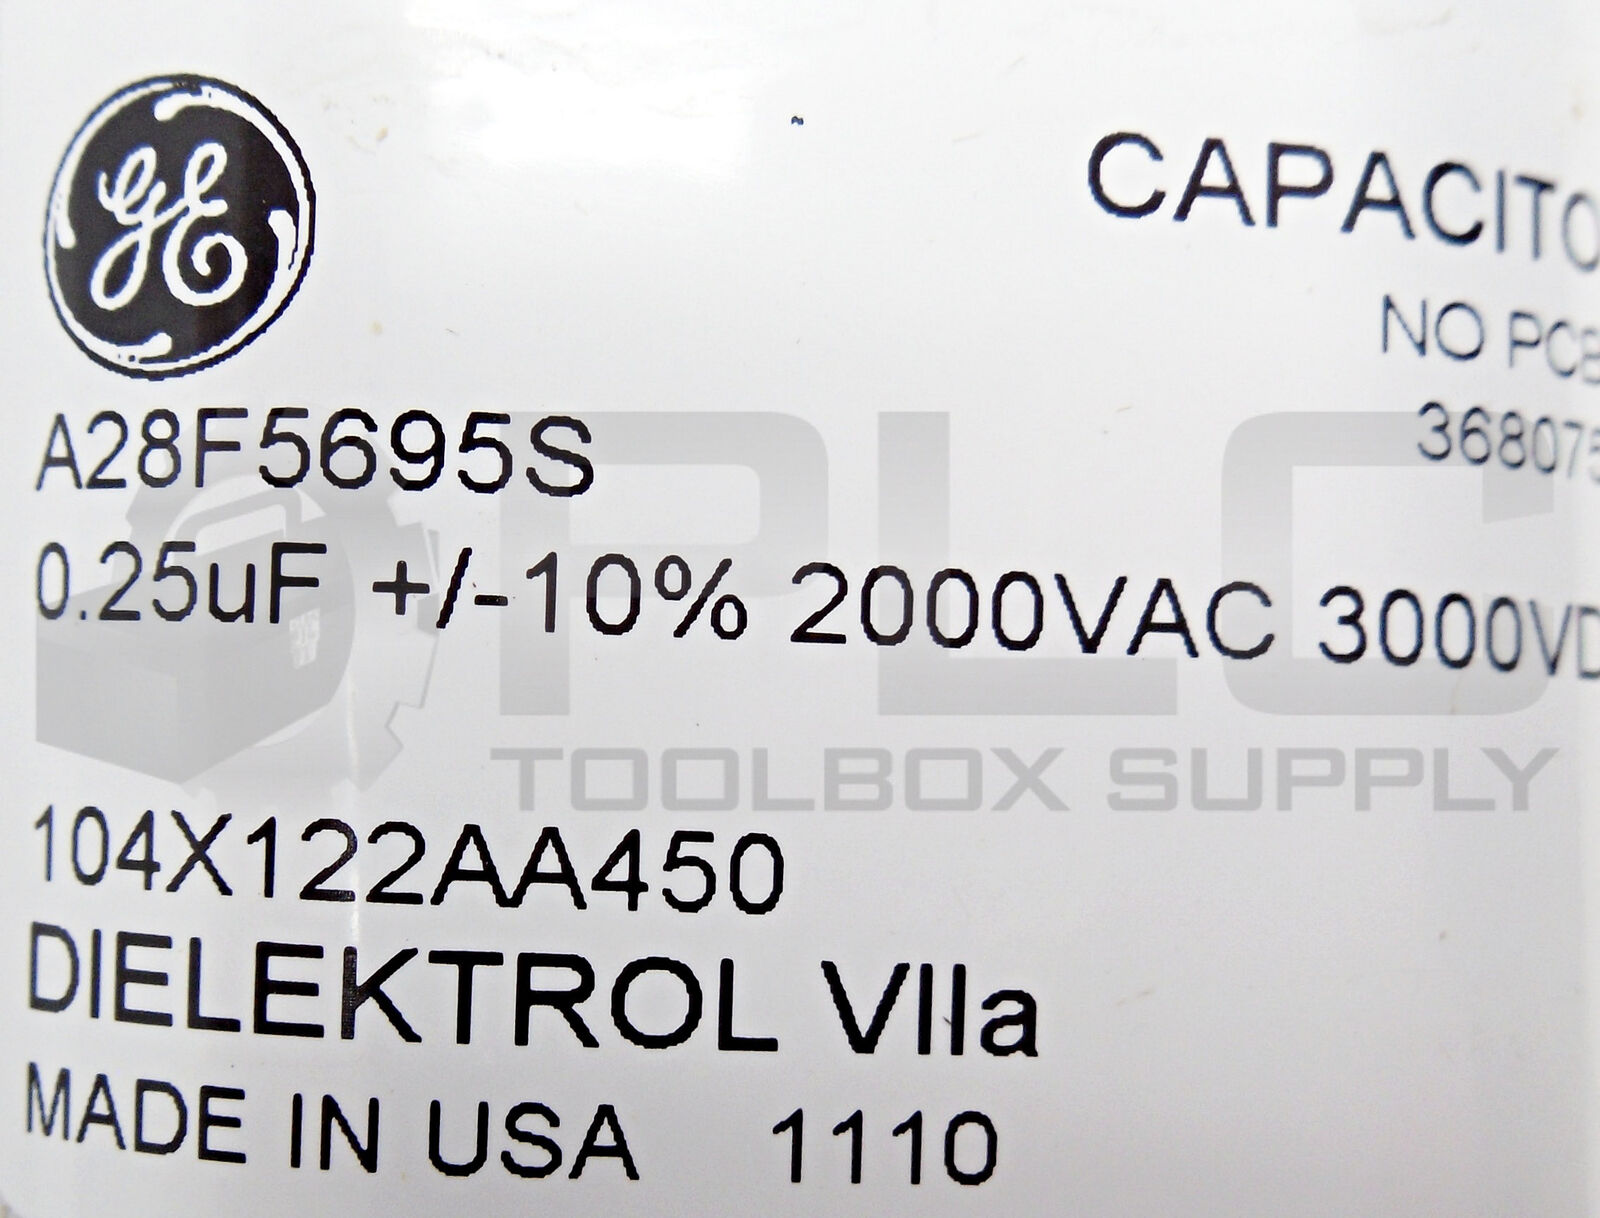 GE
CAPACITO
NO PCB
368075
A28F5695S
0.25uF +/-10% 2000VAC 3000VD
PLC
TOOLBOX SUPPLY
104X122AA450
DIELEKTROL VIIa
MADE IN USA 1110